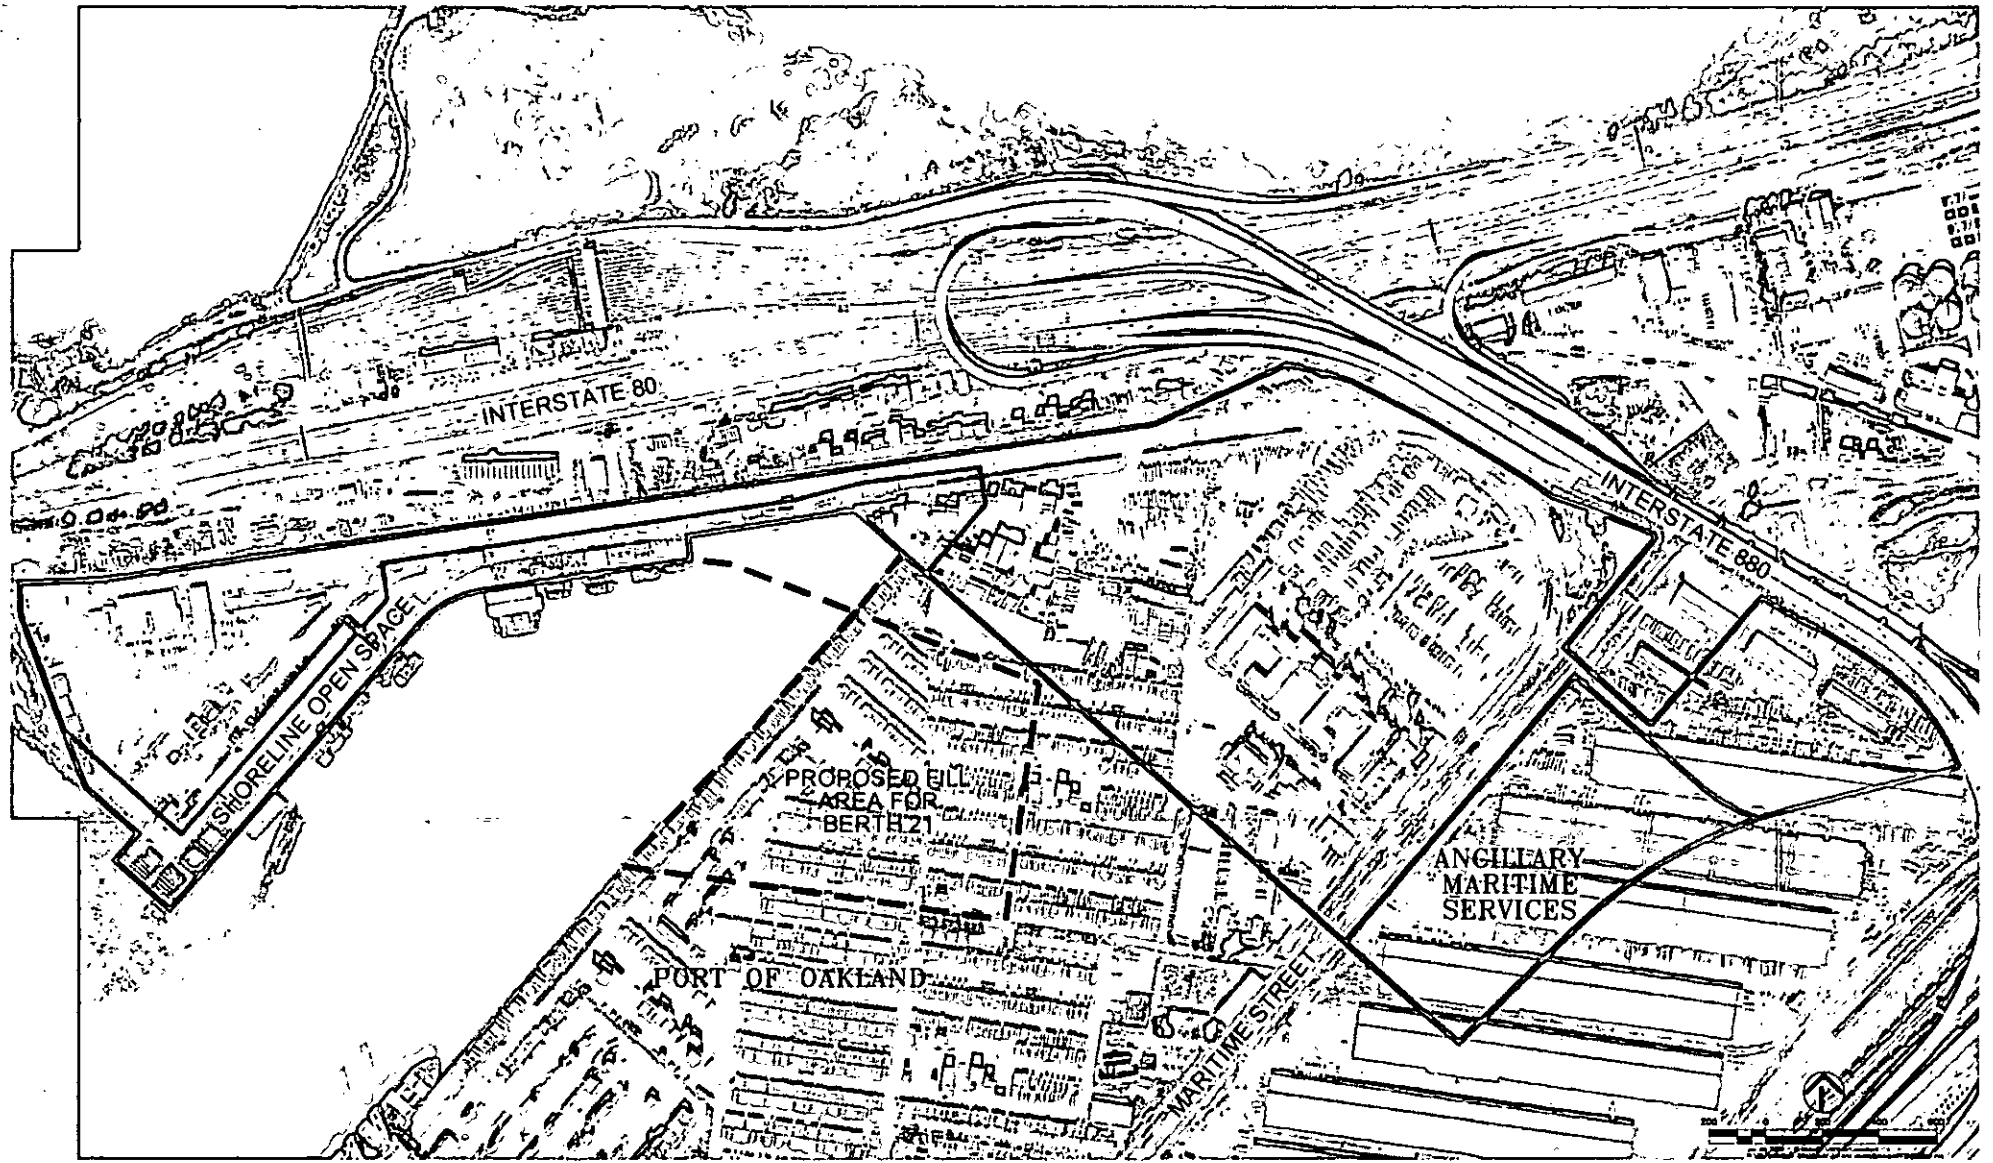 INTERSTATE 80
INTERSTATE 880
SHORELINE OPEN SPACE
PROPOSED FILL
AREA FOR
BERTH 21
ANCILLARY
MARITIME
SERVICES
PORT OF OAKLAND
MARITIME STREET